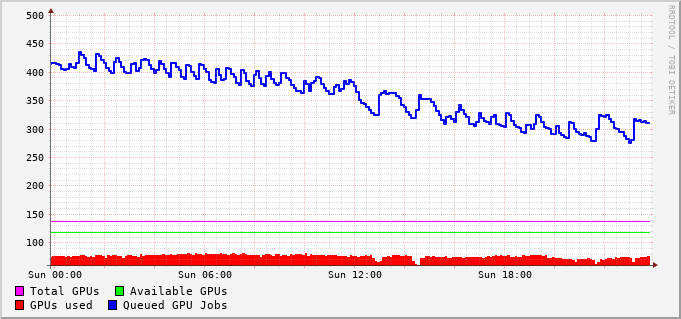 RRDTOOL / TOBI OETIKER
500
450
400
350
300
250
200
150
100
Sun 00:00 Sun 06:00 Sun 12:00 Sun 18:00
Total GPUs Available GPUs
GPUs used Queued GPU Jobs